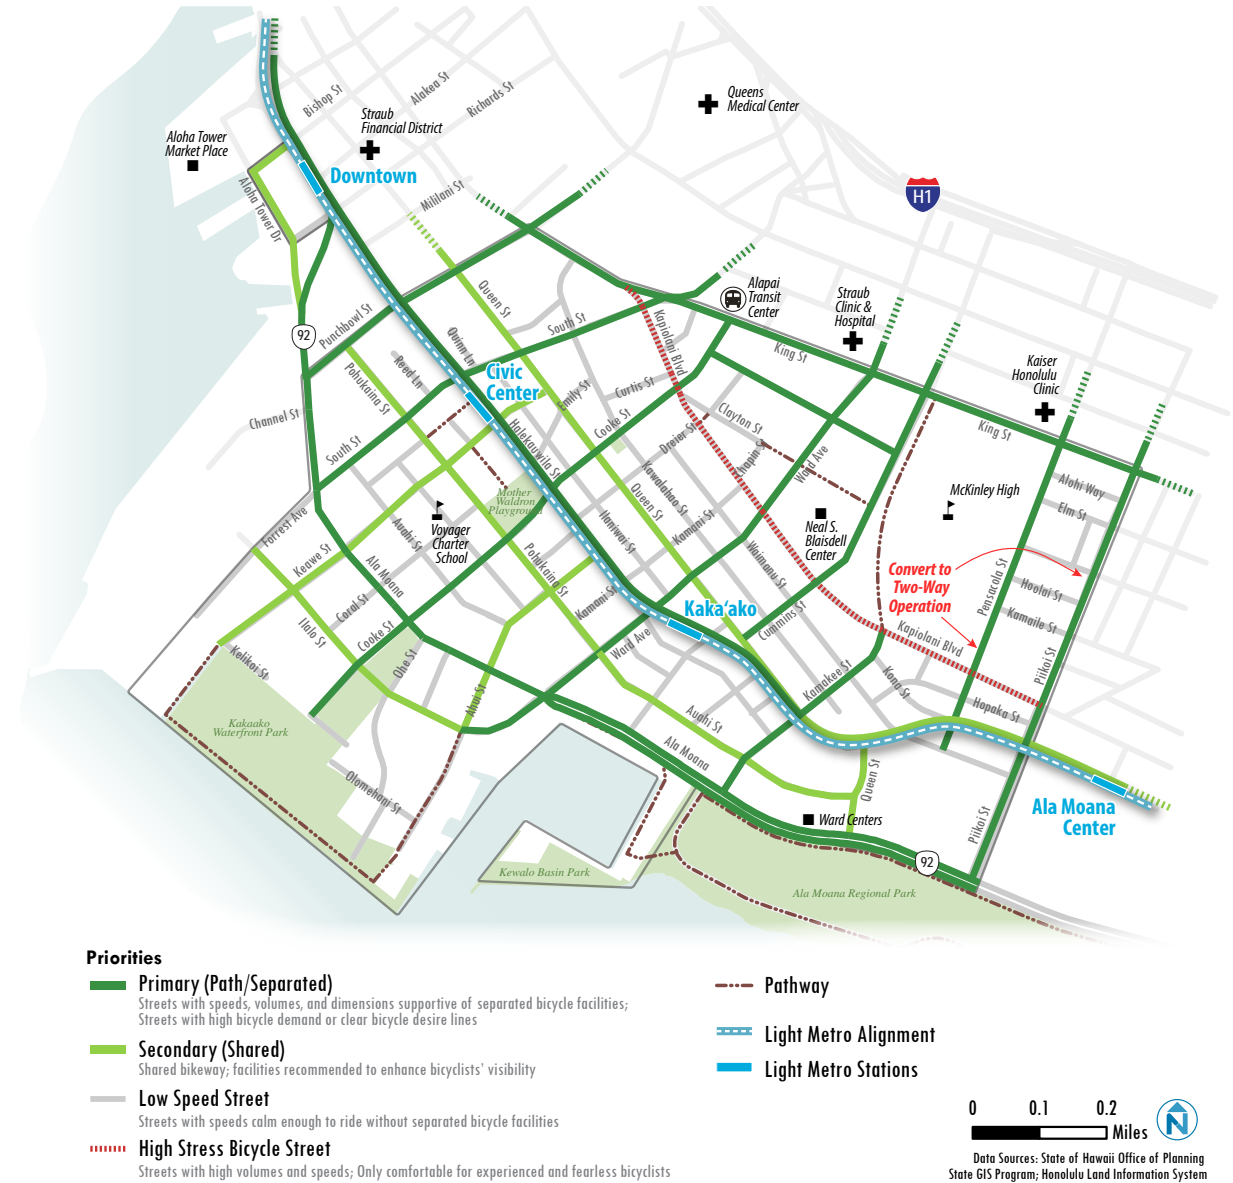 Bishop St
Alakea St
Richards St
Queens
Medical Center
Straub
Financial District
Aloha Tower
Market Place
Downtown
Mililani St
Aloha Tower Dr
H1
Queen St
Alapai
Transit
Center
Straub
Clinic &
Hospital
92
Punchbowl St
Quinn Ln
South St
Kapiolani Blvd
King St
Kaiser
Honolulu
Clinic
Reed Ln
Pohukaina St
Civic
Center
Emily St
Curtis St
Cooke St
Clayton St
King St
Channel St
South St
Halekauwila St
Dreier St
Chapin St
Ward Ave
Kawaiahao St
Alohi Way
Elm St
McKinley High
Mother
Waldron
Playground
Queen St
Forrest Ave
Voyager
Charter
School
Auahi St
Neal S.
Blaisdell
Center
Haniwai St
Kamani St
Waimanu St
Keawe St
Ala Moana
Pohukaina St
Convert to
Two-Way
Operation
Pensacola St
Hoolai St
Kamaile St
Coral St
Cooke St
Ilalo St
Kamani St
Kaka'ako
Cummins St
Kapiolani Blvd
Kelikoi St
Ohe St
Ward Ave
Kamakee St
Kona St
Piikoi St
Hopaka St
Ahui St
Auahi St
Kakaako
Waterfront Park
Ala Moana
Olomehani St
Queen St
Ala Moana
Center
Piikoi St
Ward Centers
92
Kewalo Basin Park
Ala Moana Regional Park
Priorities
Primary (Path/Separated)
Streets with speeds, volumes, and dimensions supportive of separated bicycle facilities;
Streets with high bicycle demand or clear bicycle desire lines
Secondary (Shared)
Shared bikeway; facilities recommended to enhance bicyclists' visibility
Low Speed Street
Streets with speeds calm enough to ride without separated bicycle facilities
High Stress Bicycle Street
Streets with high volumes and speeds; Only comfortable for experienced and fearless bicyclists
Pathway
Light Metro Alignment
Light Metro Stations
0 0.1 0.2
Miles
N
Data Sources: State of Hawaii Office of Planning
State GIS Program; Honolulu Land Information System